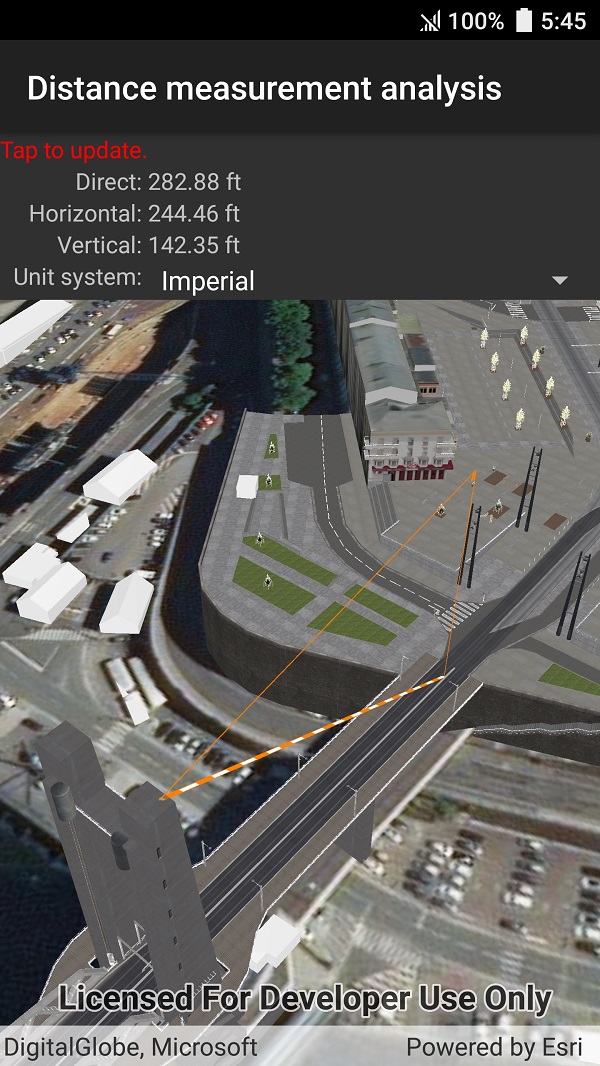 100% 5:45
Distance measurement analysis
Tap to update.
Direct: 282.88 ft
Horizontal: 244.46 ft
Vertical: 142.35 ft
Unit system: Imperial
Licensed For Developer Use Only
DigitalGlobe, Microsoft Powered by Esri